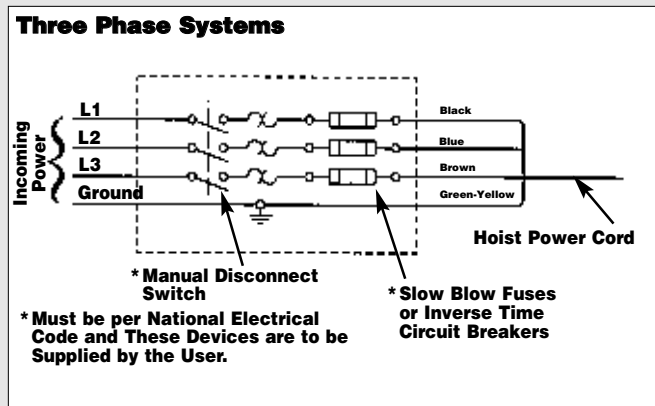 Three Phase Systems
L1
Black
L2
Blue
L3
Brown
Ground
Green-Yellow
Incoming
Power
Hoist Power Cord
*Manual Disconnect
Switch
*Slow Blow Fuses
or Inverse Time
Circuit Breakers
*Must be per National Electrical
Code and These Devices are to be
Supplied by the User.